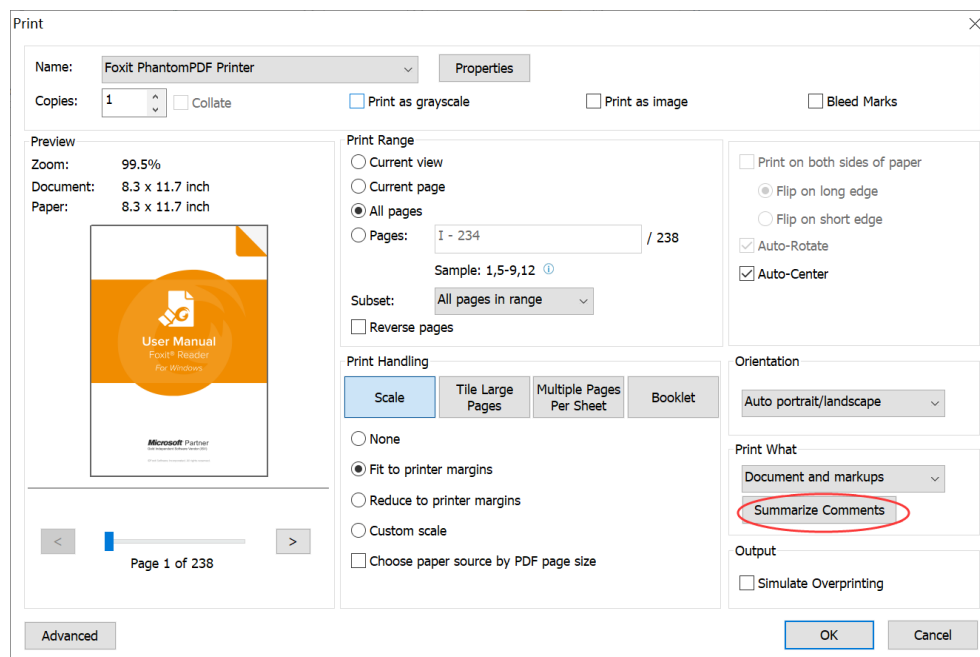 Print
Name: Foxit PhantomPDF Printer Properties
Copies: 1 Collate Print as grayscale Print as image Bleed Marks
Preview
Zoom: 99.5%
Document: 8.3 x 11.7 inch
Paper: 8.3 x 11.7 inch
User Manual
Foxit® Reader
For Windows
Microsoft Partner
< >
Page 1 of 238
Print Range
Current view
Current page
All pages
Pages: I - 234 / 238
Sample: 1,5-9,12
Subset: All pages in range
Reverse pages
Print Handling
Scale
Tile Large
Pages
Multiple Pages
Per Sheet
Booklet
None
Fit to printer margins
Reduce to printer margins
Custom scale
Choose paper source by PDF page size
Print on both sides of paper
Flip on long edge
Flip on short edge
Auto-Rotate
Auto-Center
Orientation
Auto portrait/landscape
Print What
Document and markups
Summarize Comments
Output
Simulate Overprinting
Advanced OK Cancel